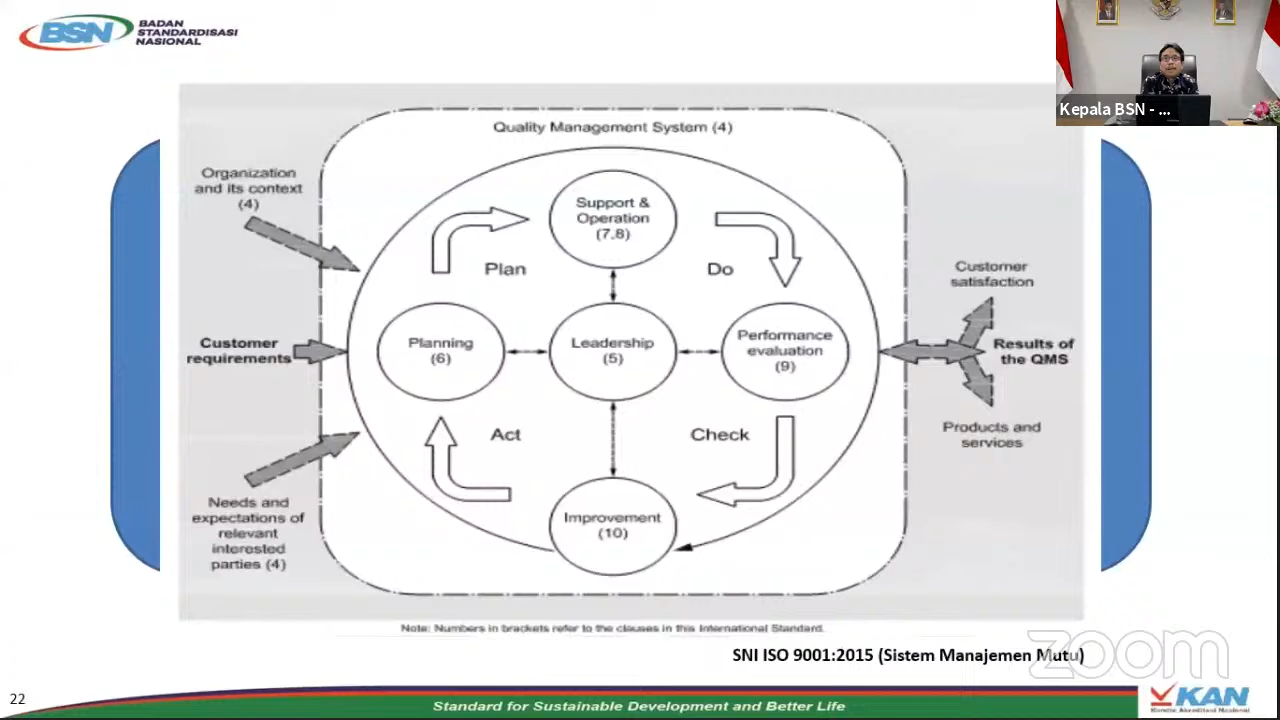 BSN
BADAN
STANDARDISASI
NASIONAL
Kepala BSN - ...
Quality Management System (4)
Organization
and its context
(4)
Support &
Operation
(7,8)
Plan
Do
Customer
satisfaction
Customer
requirements
Planning
(6)
Leadership
(5)
Performance
evaluation
(9)
Results of
the QMS
Act
Check
Products and
services
Needs and
expectations of
relevant
interested
parties (4)
Improvement
(10)
Note: Numbers in brackets refer to the clauses in this International Standard.
SNI ISO 9001:2015 (Sistem Manajemen Mutu)
zoom
22
Standard for Sustainable Development and Better Life
KAN
Komite Akreditasi Nasional